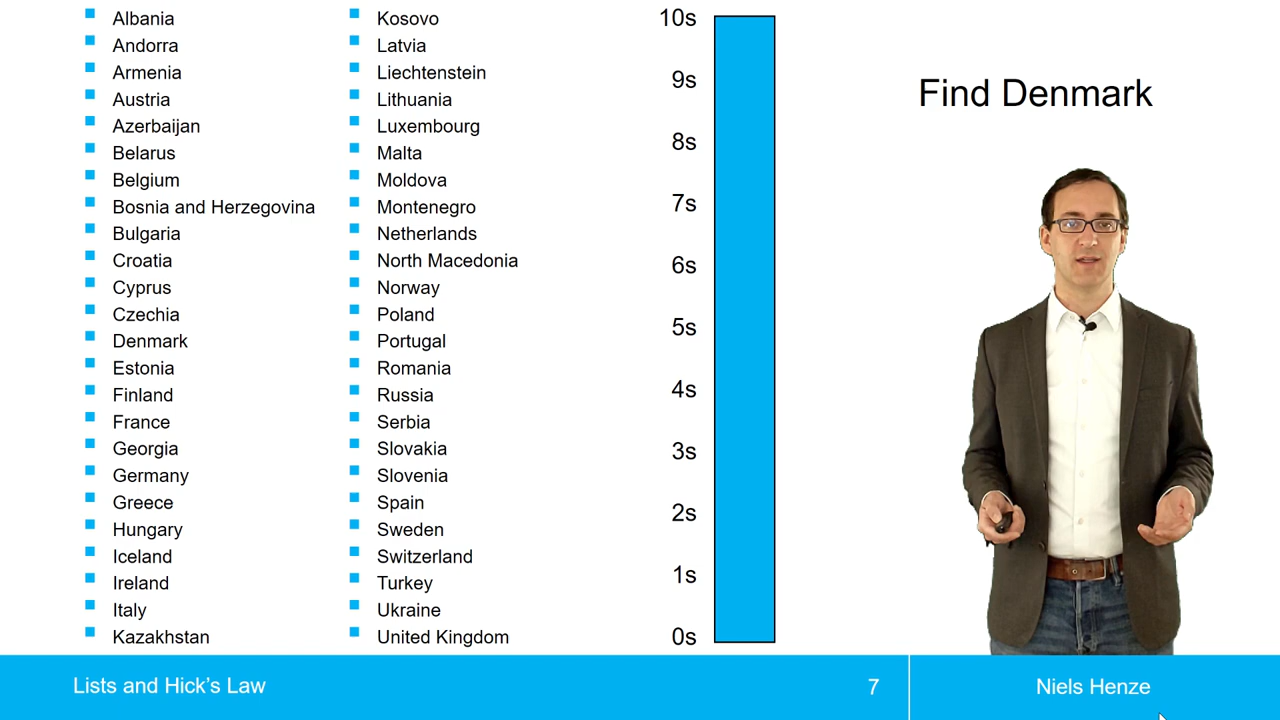 Albania
Andorra
Armenia
Austria
Azerbaijan
Belarus
Belgium
Bosnia and Herzegovina
Bulgaria
Croatia
Cyprus
Czechia
Denmark
Estonia
Finland
France
Georgia
Germany
Greece
Hungary
Iceland
Ireland
Italy
Kazakhstan
Kosovo
Latvia
Liechtenstein
Lithuania
Luxembourg
Malta
Moldova
Montenegro
Netherlands
North Macedonia
Norway
Poland
Portugal
Romania
Russia
Serbia
Slovakia
Slovenia
Spain
Sweden
Switzerland
Turkey
Ukraine
United Kingdom
10s
9s
8s
7s
6s
5s
4s
3s
2s
1s
0s
Find Denmark
Lists and Hick’s Law
7
Niels Henze